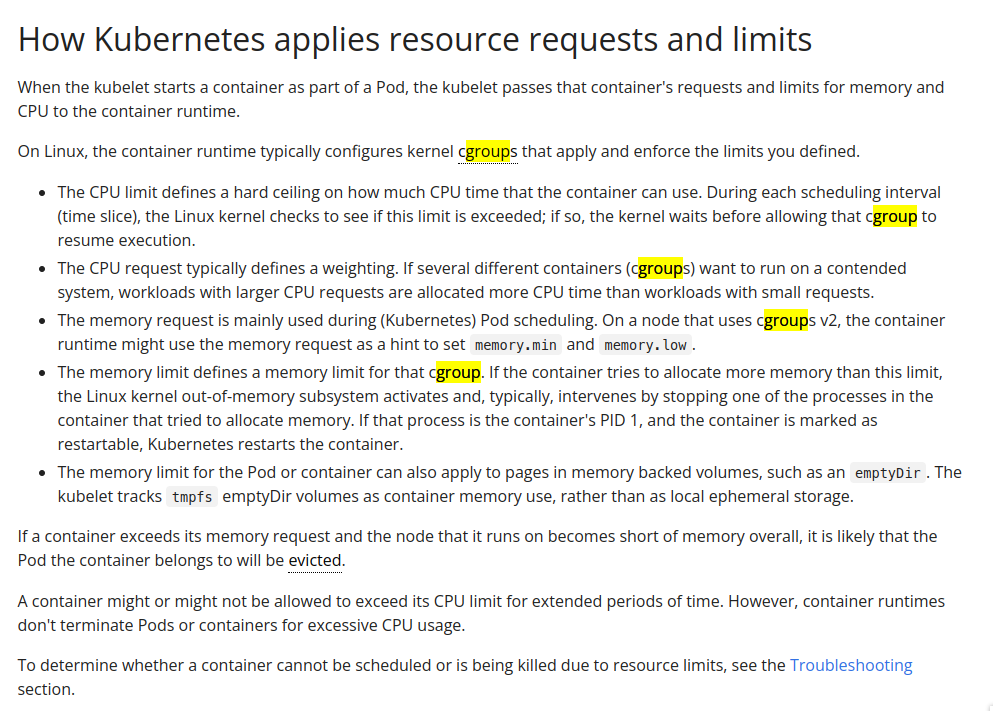 How Kubernetes applies resource requests and limits
When the kubelet starts a container as part of a Pod, the kubelet passes that container's requests and limits for memory and
CPU to the container runtime.
On Linux, the container runtime typically configures kernel cgroups that apply and enforce the limits you defined.
• The CPU limit defines a hard ceiling on how much CPU time that the container can use. During each scheduling interval
(time slice), the Linux kernel checks to see if this limit is exceeded; if so, the kernel waits before allowing that cgroup to
resume execution.
• The CPU request typically defines a weighting. If several different containers (cgroups) want to run on a contended
system, workloads with larger CPU requests are allocated more CPU time than workloads with small requests.
• The memory request is mainly used during (Kubernetes) Pod scheduling. On a node that uses cgroups v2, the container
runtime might use the memory request as a hint to set memory.min and memory.low.
• The memory limit defines a memory limit for that cgroup. If the container tries to allocate more memory than this limit,
the Linux kernel out-of-memory subsystem activates and, typically, intervenes by stopping one of the processes in the
container that tried to allocate memory. If that process is the container's PID 1, and the container is marked as
restartable, Kubernetes restarts the container.
• The memory limit for the Pod or container can also apply to pages in memory backed volumes, such as an emptyDir. The
kubelet tracks tmpfs emptyDir volumes as container memory use, rather than as local ephemeral storage.
If a container exceeds its memory request and the node that it runs on becomes short of memory overall, it is likely that the
Pod the container belongs to will be evicted.
A container might or might not be allowed to exceed its CPU limit for extended periods of time. However, container runtimes
don't terminate Pods or containers for excessive CPU usage.
To determine whether a container cannot be scheduled or is being killed due to resource limits, see the Troubleshooting
section.